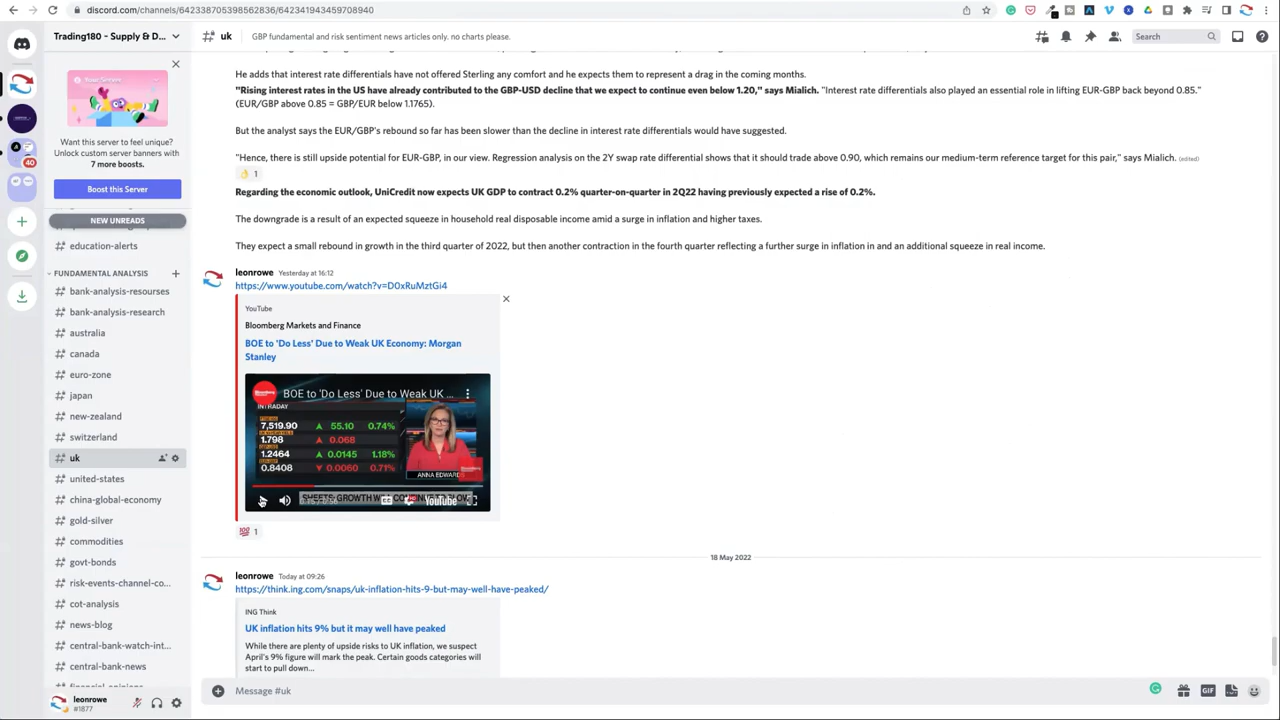 discord.com/channels/642338705398562836/642341943459708940
Trading180 - Supply & D...
uk
GBP fundamental and risk sentiment news articles only. no charts please.
Search
Want this server to feel unique?
Unlock custom server banners with
7 more boosts.
Boost this Server
NEW UNREADS
40
education-alerts
FUNDAMENTAL ANALYSIS
bank-analysis-resourses
bank-analysis-research
australia
canada
euro-zone
japan
new-zealand
switzerland
uk
united-states
china-global-economy
gold-silver
commodities
govt-bonds
risk-events-channel-co...
cot-analysis
news-blog
central-bank-watch-int...
central-bank-news
leonrowe
#1877
He adds that interest rate differentials have not offered Sterling any comfort and he expects them to represent a drag in the coming months.
"Rising interest rates in the US have already contributed to the GBP-USD decline that we expect to continue even below 1.20," says Mialich. "Interest rate differentials also played an essential role in lifting EUR-GBP back beyond 0.85."
(EUR/GBP above 0.85 = GBP/EUR below 1.1765).
But the analyst says the EUR/GBP's rebound so far has been slower than the decline in interest rate differentials would have suggested.
"Hence, there is still upside potential for EUR-GBP, in our view. Regression analysis on the 2Y swap rate differential shows that it should trade above 0.90, which remains our medium-term reference target for this pair," says Mialich. (edited)
1
Regarding the economic outlook, UniCredit now expects UK GDP to contract 0.2% quarter-on-quarter in 2Q22 having previously expected a rise of 0.2%.
The downgrade is a result of an expected squeeze in household real disposable income amid a surge in inflation and higher taxes.
They expect a small rebound in growth in the third quarter of 2022, but then another contraction in the fourth quarter reflecting a further surge in inflation in and an additional squeeze in real income.
leonrowe Yesterday at 16:12
https://www.youtube.com/watch?v=D0xRuMztGi4
YouTube
Bloomberg Markets and Finance
BOE to 'Do Less' Due to Weak UK Economy: Morgan
Stanley
BOE to 'Do Less' Due to Weak UK ...
INTRADAY
7,519.90 55.10 0.74%
1.798 0.068
1.2464 0.0145 1.18%
0.8408 0.0060 0.71%
ANNA EDWARDS
YouTube
100 1
18 May 2022
leonrowe Today at 09:26
https://think.ing.com/snaps/uk-inflation-hits-9-but-may-well-have-peaked/
ING Think
UK inflation hits 9% but it may well have peaked
While there are plenty of upside risks to UK inflation, we suspect
April's 9% figure will mark the peak. Certain goods categories will
start to pull down...
Message #uk
GIF